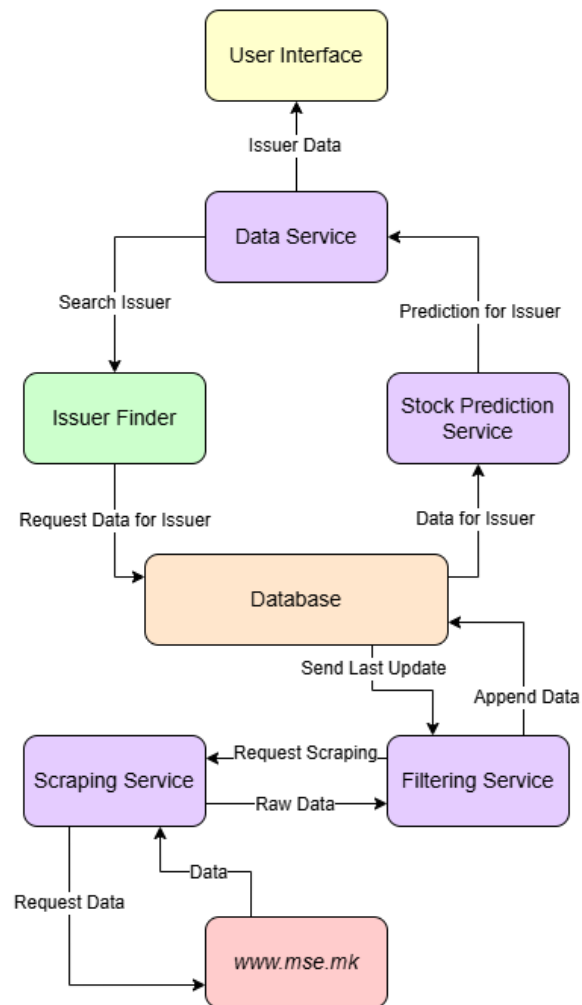 User Interface
Issuer Data
Data Service
Search Issuer
Prediction for Issuer
Issuer Finder
Stock Prediction
Service
Request Data for Issuer
Data for Issuer
Database
Send Last Update
Append Data
Request Scraping
Scraping Service
Filtering Service
Raw Data
Data
Request Data
www.mse.mk